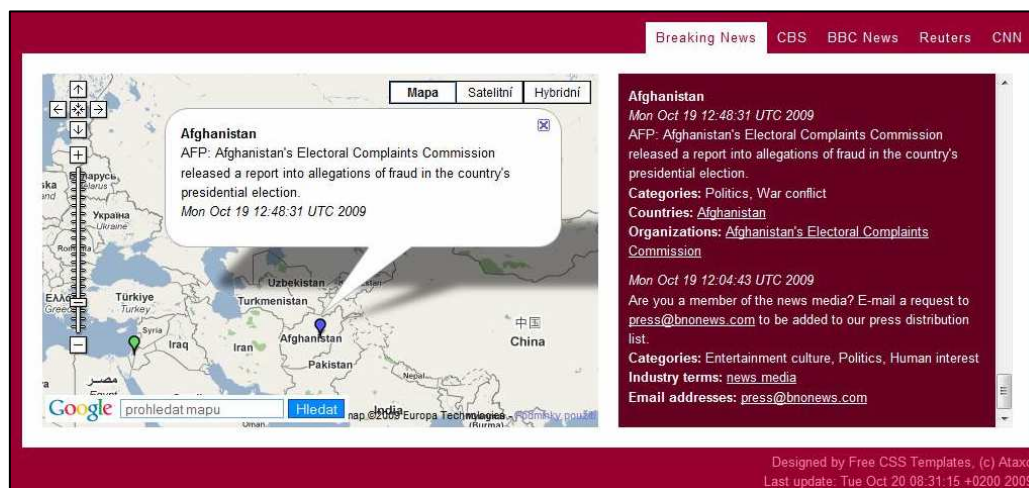 Breaking News CBS BBC News Reuters CNN
Mapa Satelitní Hybridní
Afghanistan
AFP: Afghanistan's Electoral Complaints Commission
released a report into allegations of fraud in the country's
presidential election.
Mon Oct 19 12:48:31 UTC 2009
Україна
Ukraine
Uzbekistan
Türkiye
Turkey
Turkmenistan
Syria
Iraq
Iran
Afghanistan
中国
China
Pakistan
Nepal
مصر
Egypt
India
Oman
(Burma)
Google prohledat mapu Hledat
map ©2009 Europa Technologies - Podmínky použi
Afghanistan
Mon Oct 19 12:48:31 UTC 2009
AFP: Afghanistan's Electoral Complaints Commission
released a report into allegations of fraud in the country's
presidential election.
Categories: Politics, War conflict
Countries: Afghanistan
Organizations: Afghanistan's Electoral Complaints
Commission
Mon Oct 19 12:04:43 UTC 2009
Are you a member of the news media? E-mail a request to
press@bnonews.com to be added to our press distribution
list.
Categories: Entertainment culture, Politics, Human interest
Industry terms: news media
Email addresses: press@bnonews.com
Designed by Free CSS Templates, (c) Ataxo
Last update: Tue Oct 20 08:31:15 +0200 2009